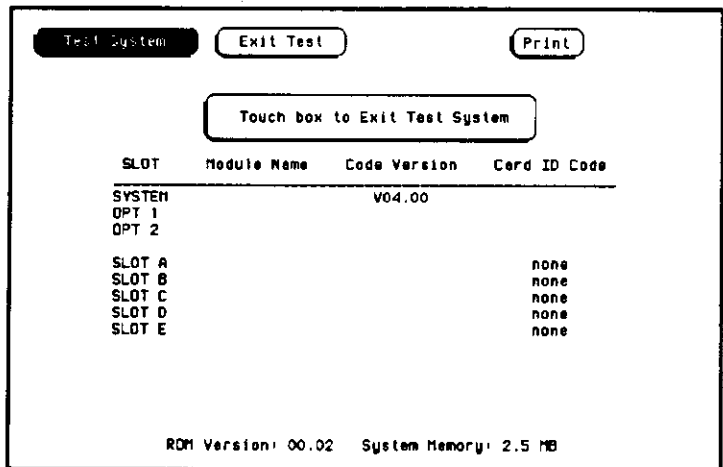 Test System Exit Test Print
Touch box to Exit Test System
SLOT Module Name Code Version Card ID Code
SYSTEM V04.00
OPT 1
OPT 2
SLOT A none
SLOT B none
SLOT C none
SLOT D none
SLOT E none
ROM Version: 00.02 System Memory: 2.5 MB